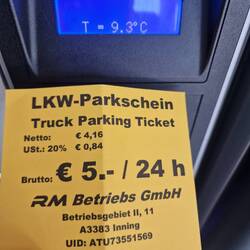 T = 9.3°C
LKW-Parkschein
Truck Parking Ticket
Netto: € 4,16
USt.: 20% € 0,84
Brutto: € 5.- / 24 h
RM Betriebs GmbH
Betriebsgebiet II, 11
A3383 Inning
UID: ATU73551569